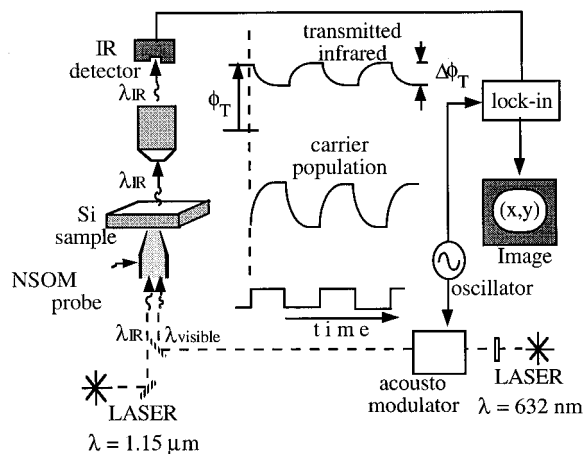 IR
detector
λIR
λIR
Si
sample
NSOM
probe
λIR
λvisible
LASER
λ = 1.15 μm
transmitted
infrared
ϕT
ΔϕT
carrier
population
time
lock-in
(x,y)
Image
oscillator
acousto
modulator
LASER
λ = 632 nm